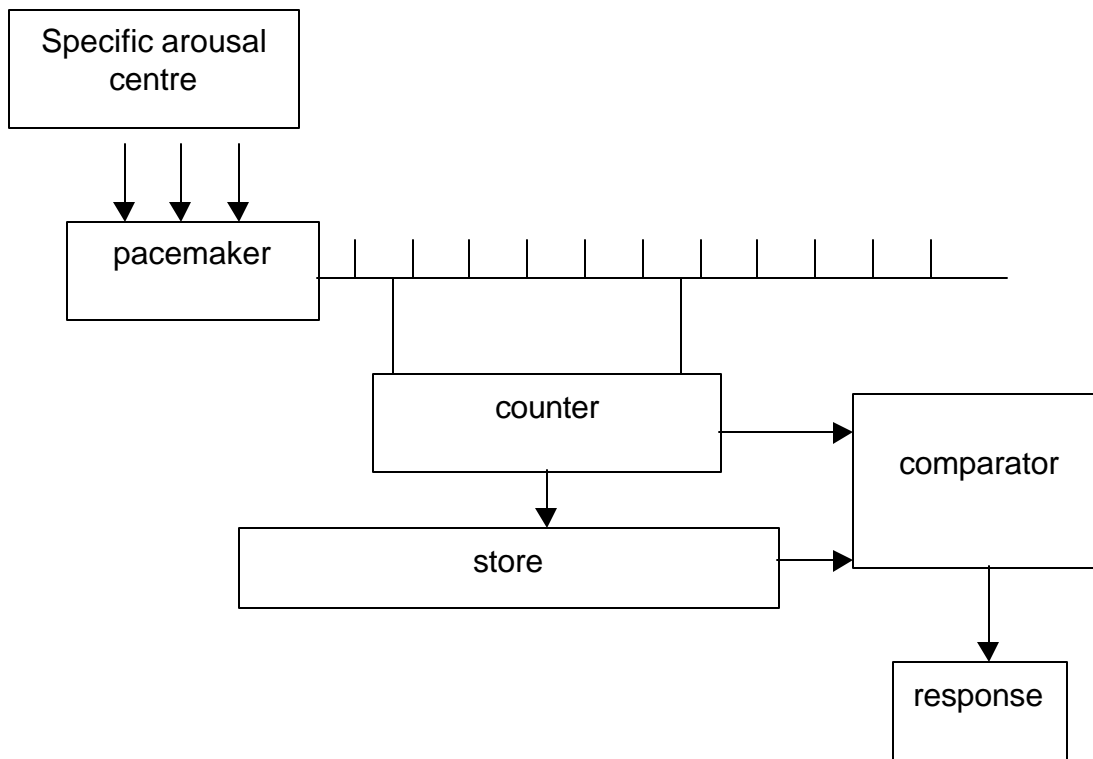 Specific arousal
centre
pacemaker
counter
comparator
store
response